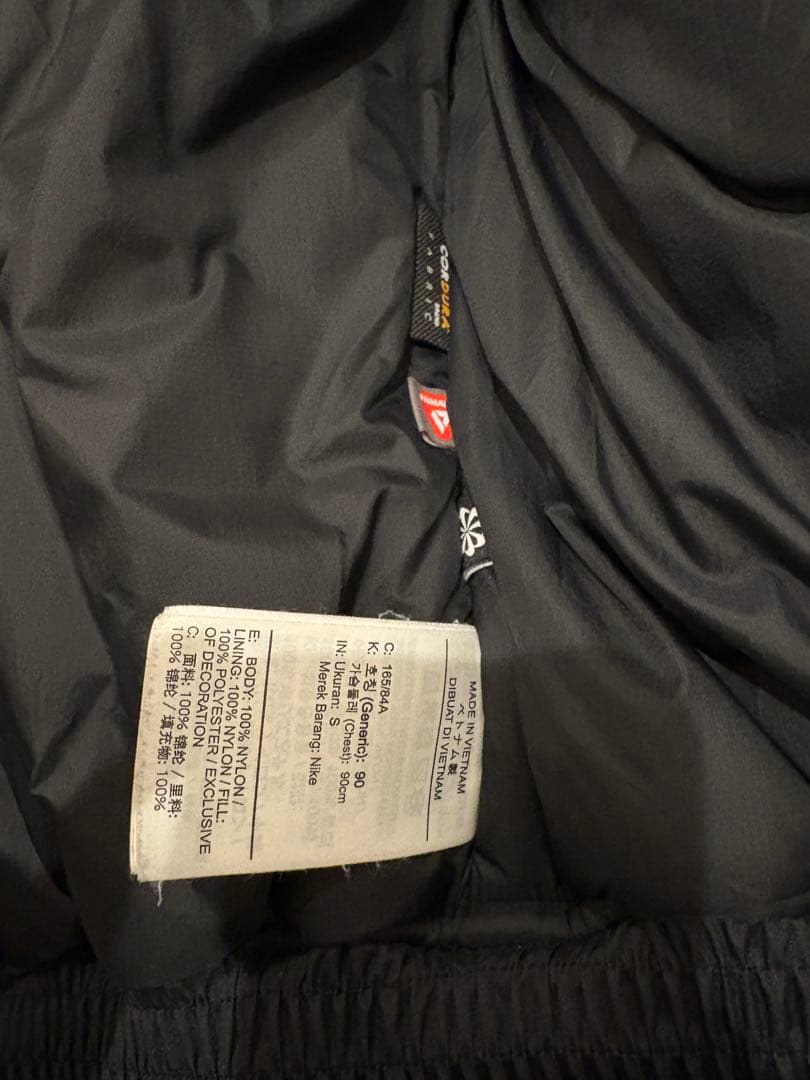 CORDURA
BRAND
FABRIC
MADE IN VIETNAM
ベトナム製
DIBUAT DI VIETNAM
C: 165/84A
K: 호칭 (Generic): 90
가슴둘레 (Chest): 90cm
IN: Ukuran: S
Merek Barang: Nike
E: BODY: 100% NYLON /
LINING: 100% NYLON / FILL:
100% POLYESTER / EXCLUSIVE
OF DECORATION
C: 面料: 100% 锦纶 / 里料:
100% 锦纶 / 填充物: 100%